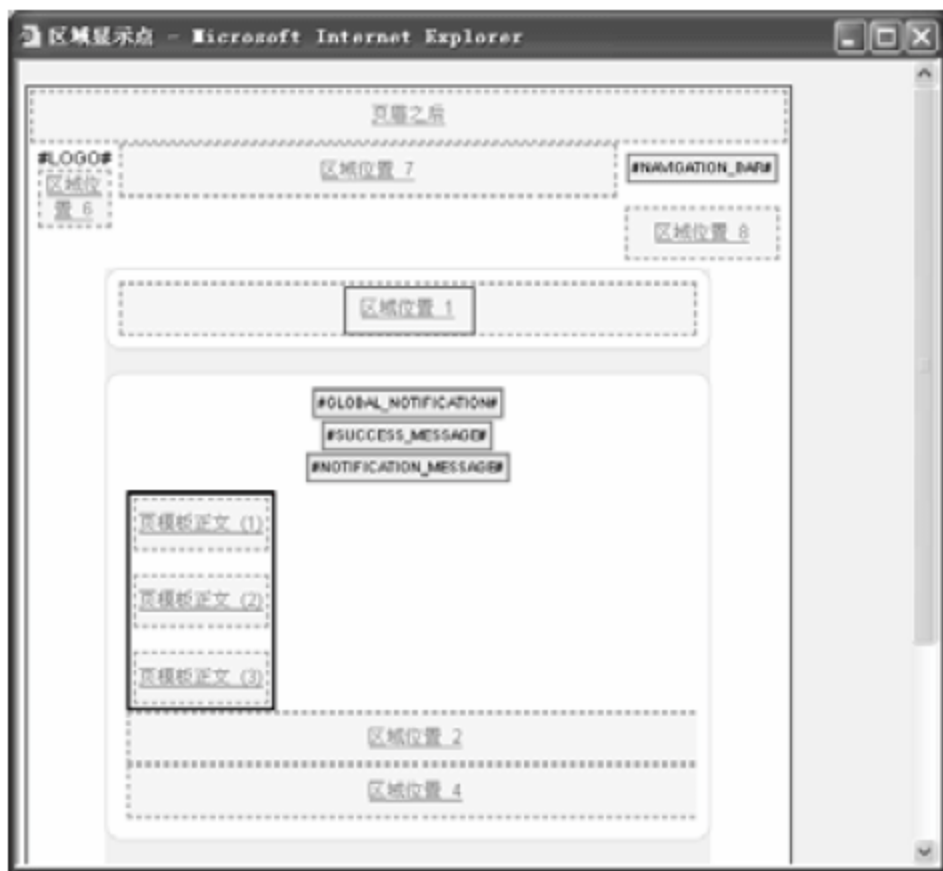 区域显示点 - Microsoft Internet Explorer
页眉之后
#LOGO#
区域位置 7
#NAVIGATION_BAR#
区域位
置 6
区域位置 8
区域位置 1
#GLOBAL_NOTIFICATION#
#SUCCESS_MESSAGE#
#NOTIFICATION_MESSAGE#
页模板正文 (1)
页模板正文 (2)
页模板正文 (3)
区域位置 2
区域位置 4